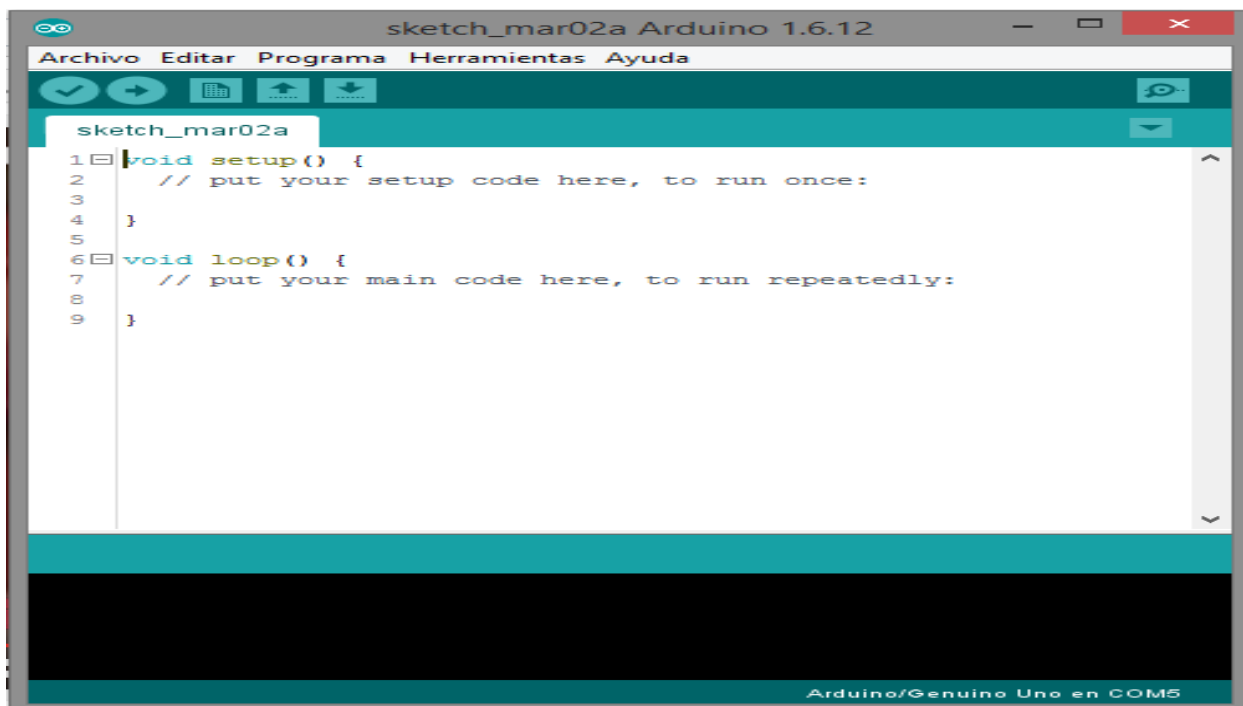 sketch_mar02a Arduino 1.6.12
Archivo Editar Programa Herramientas Ayuda
sketch_mar02a
1 void setup() {
2 // put your setup code here, to run once:
3
4 }
5
6 void loop() {
7 // put your main code here, to run repeatedly:
8
9 }
Arduino/Genuino Uno en COM5